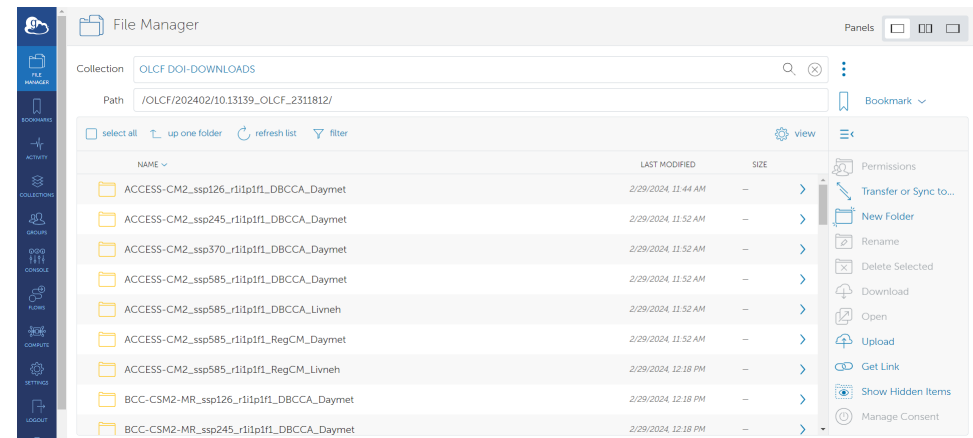 File Manager
Panels
FILE MANAGER
BOOKMARKS
ACTIVITY
COLLECTIONS
GROUPS
CONSOLE
FLOWS
COMPUTE
SETTINGS
LOGOUT
Collection OLCF DOI-DOWNLOADS
Path /OLCF/202402/10.13139_OLCF_2311812/
Bookmark
select all up one folder refresh list filter view
NAME LAST MODIFIED SIZE
ACCESS-CM2_ssp126_r1i1p1f1_DBCCA_Daymet 2/29/2024, 11:44 AM –
ACCESS-CM2_ssp245_r1i1p1f1_DBCCA_Daymet 2/29/2024, 11:52 AM –
ACCESS-CM2_ssp370_r1i1p1f1_DBCCA_Daymet 2/29/2024, 11:52 AM –
ACCESS-CM2_ssp585_r1i1p1f1_DBCCA_Daymet 2/29/2024, 11:52 AM –
ACCESS-CM2_ssp585_r1i1p1f1_DBCCA_Livneh 2/29/2024, 11:52 AM –
ACCESS-CM2_ssp585_r1i1p1f1_RegCM_Daymet 2/29/2024, 11:52 AM –
ACCESS-CM2_ssp585_r1i1p1f1_RegCM_Livneh 2/29/2024, 12:18 PM –
BCC-CSM2-MR_ssp126_r1i1p1f1_DBCCA_Daymet 2/29/2024, 12:18 PM –
BCC-CSM2-MR_ssp245_r1i1p1f1_DBCCA_Daymet 2/29/2024, 12:18 PM –
Permissions
Transfer or Sync to...
New Folder
Rename
Delete Selected
Download
Open
Upload
Get Link
Show Hidden Items
Manage Consent